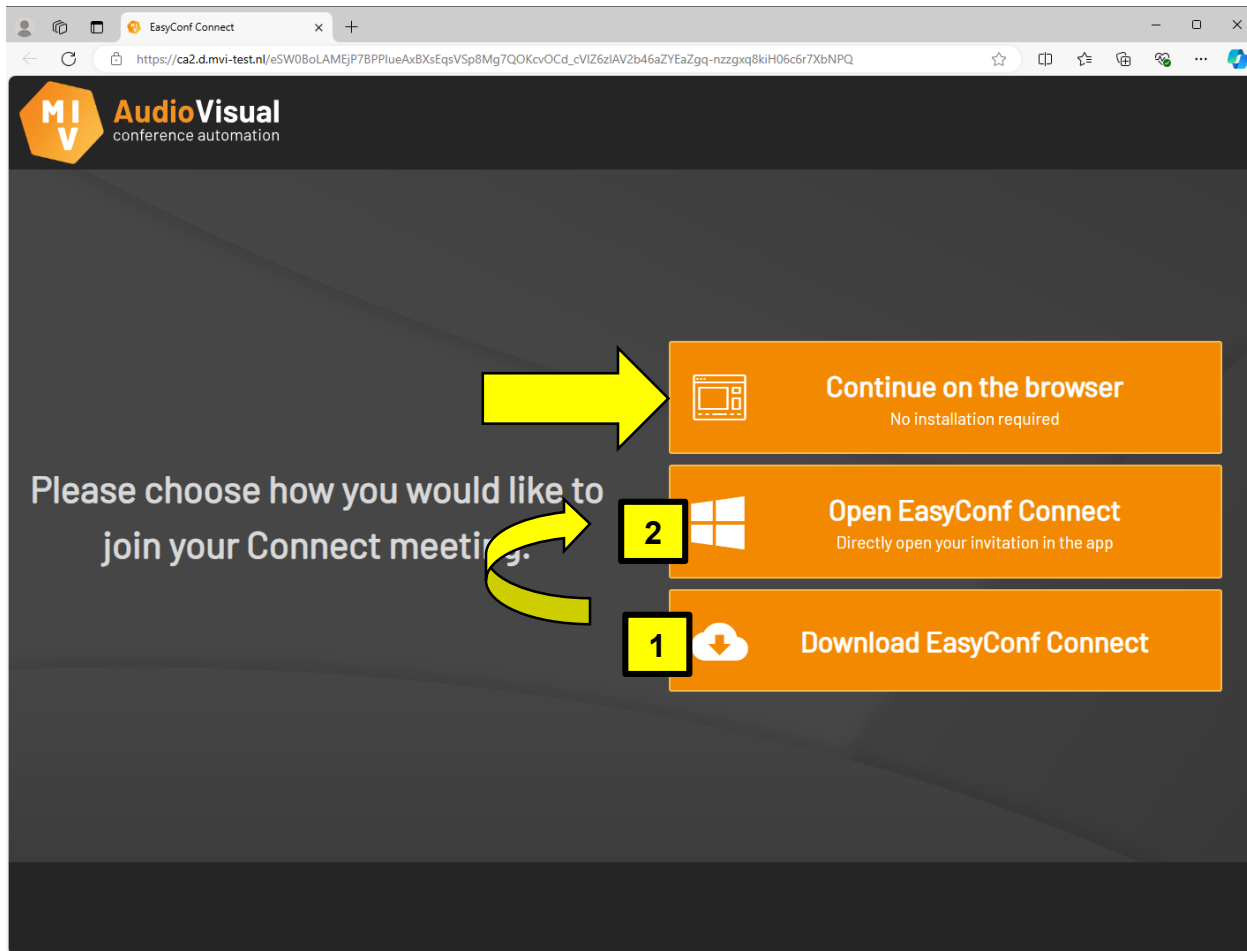 EasyConf Connect
https://ca2.d.mvi-test.nl/eSW0BoLAMEjP7BPPIueAxBXsEqsVSp8Mg7QOKcvOCd_cVIZ6zIAV2b46aZYEaZgq-nzzgxq8kiH06c6r7XbNPQ
M I
V
AudioVisual
conference automation
Continue on the browser
No installation required
Please choose how you would like to
join your Connect meeting.
2
Open EasyConf Connect
Directly open your invitation in the app
1
Download EasyConf Connect